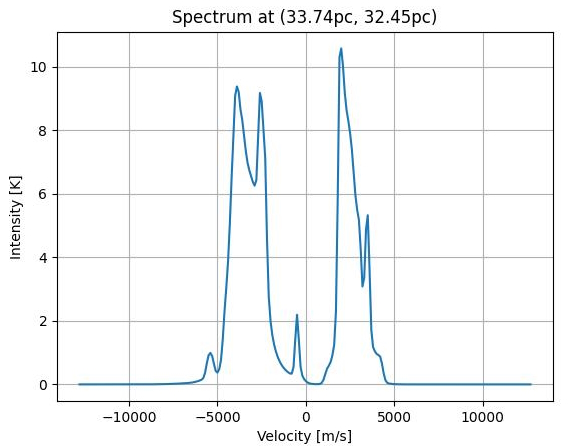 Spectrum at (33.74pc, 32.45pc)
Intensity [K]
10
8
6
4
2
0
−10000 −5000 0 5000 10000
Velocity [m/s]